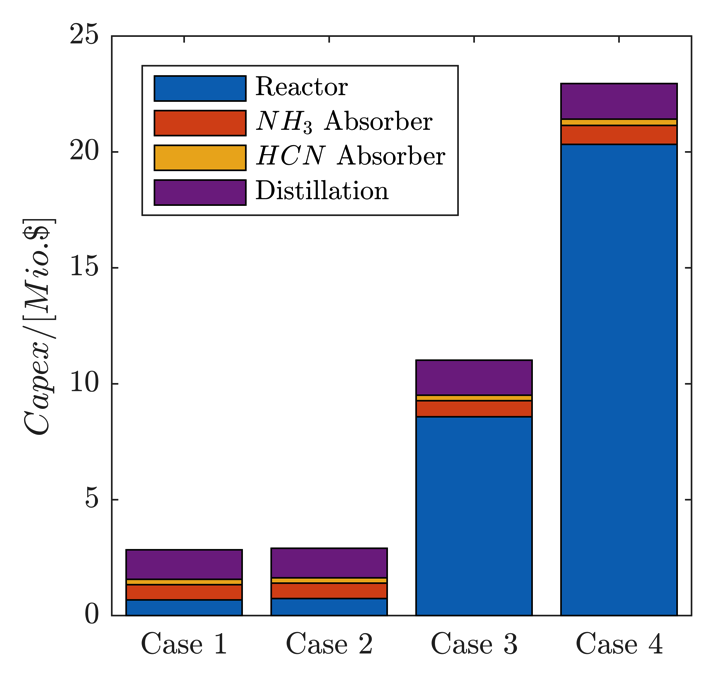 25
20
15
10
5
0
Capex/[Mio.$]
Reactor
NH₃ Absorber
HCN Absorber
Distillation
Case 1 Case 2 Case 3 Case 4